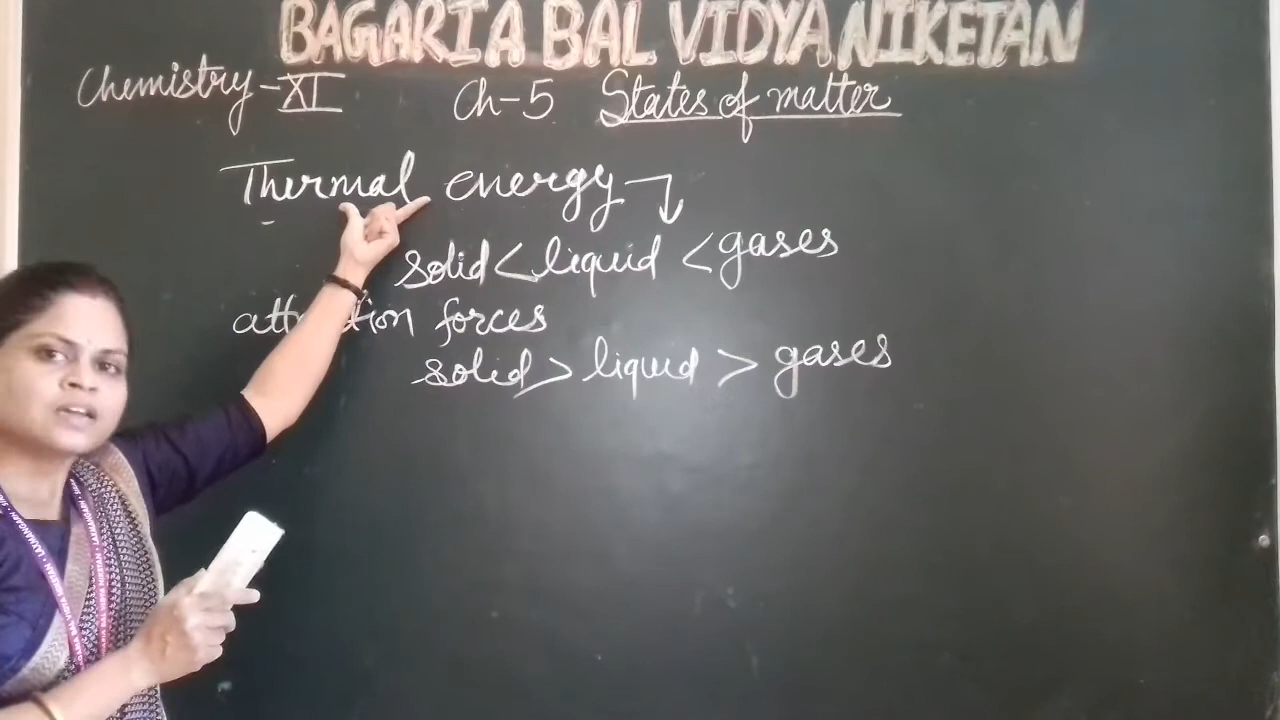 BAGARIA BAL VIDYA NIKETAN
Chemistry-XI Ch-5 States of matter
Thermal energy
solid < liquid < gases
attraction forces
solid > liquid > gases